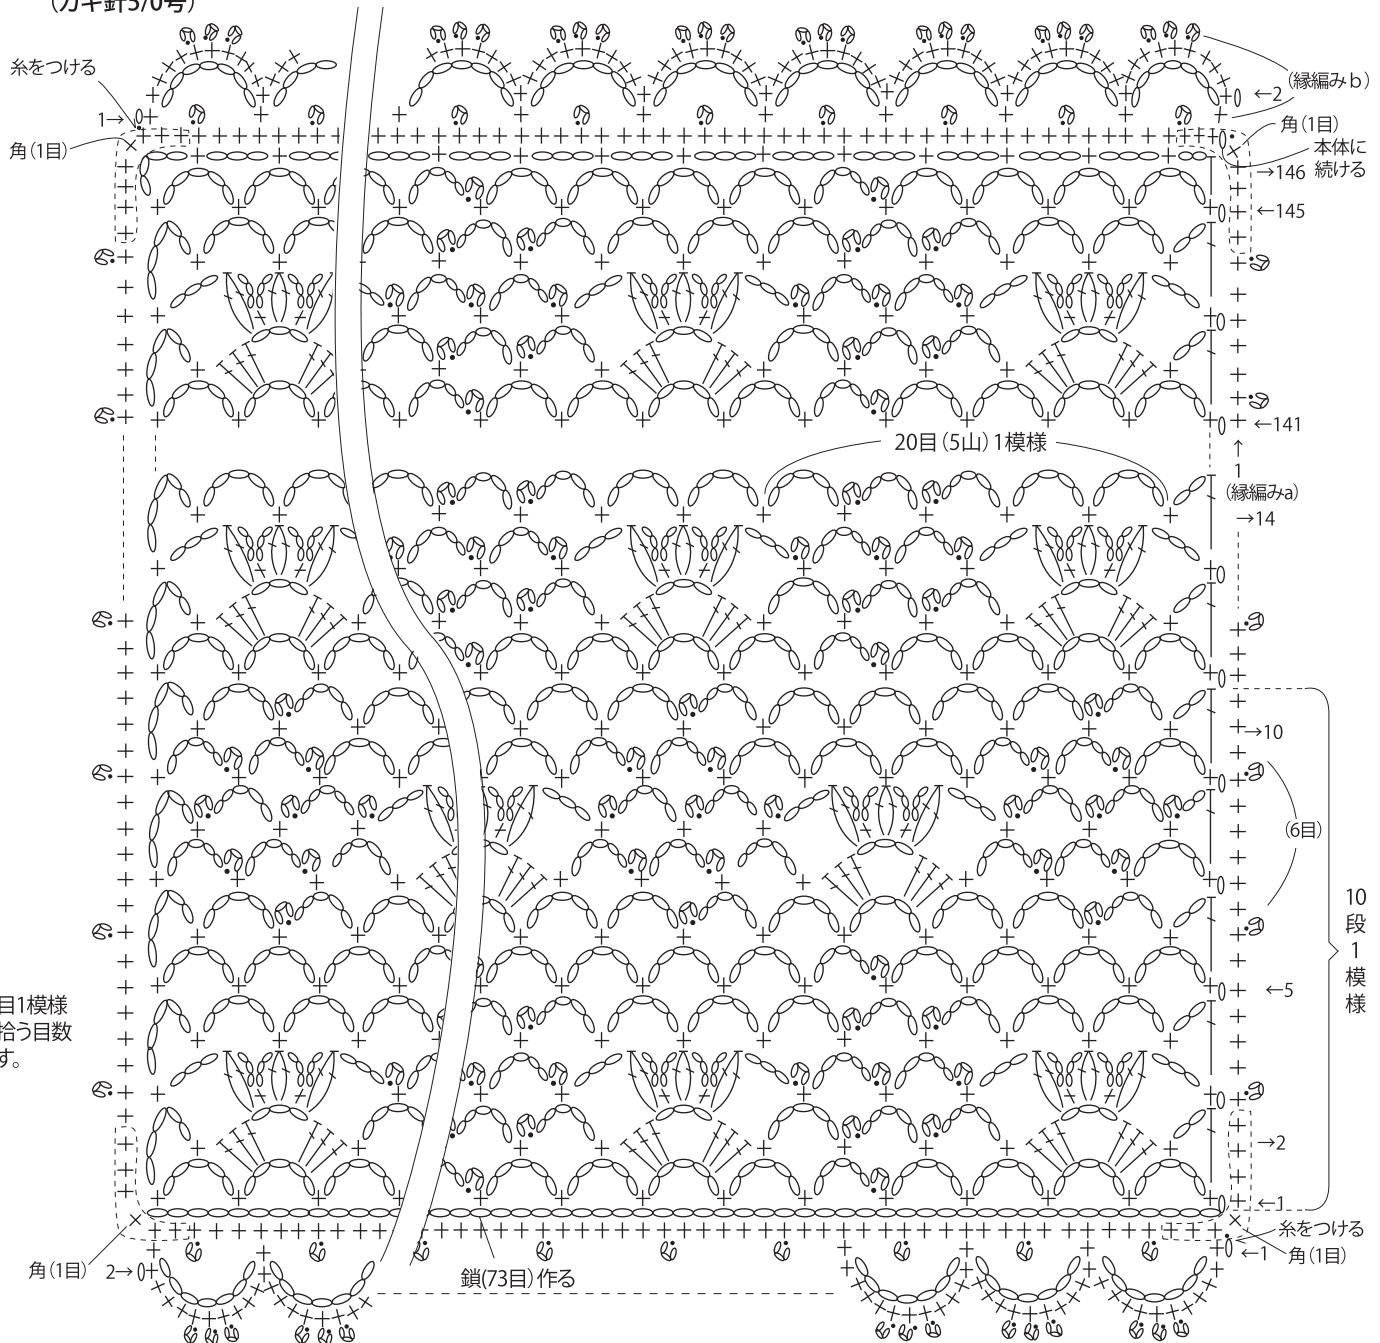 (カギ針5/0号)
糸をつける
(縁編みb)
←2
1→
角(1目)
角(1目)
本体に
続ける
→146
←145
←141
20目(5山)1模様
1
(縁編みa)
→14
→10
(6目)
10段1模様
←5
目1模様
拾う目数
す。
→2
←1
糸をつける
←1
角(1目)
角(1目)
2→
鎖(73目)作る